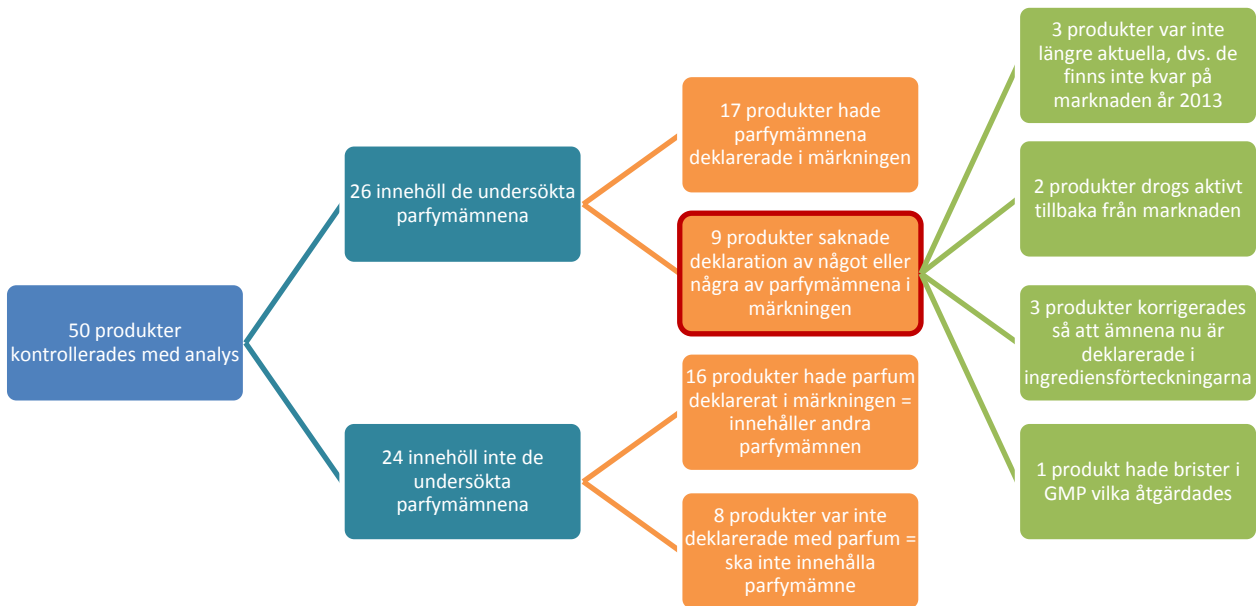 50 produkter
kontrollerades med analys
26 innehöll de undersökta
parfymämnena
24 innehöll inte de
undersökta
parfymämnena
17 produkter hade
parfymämnena
deklarerade i märkningen
9 produkter saknade
deklaration av något eller
några av parfymämnena i
märkningen
16 produkter hade parfum
deklarerat i märkningen =
innehåller andra
parfymämnen
8 produkter var inte
deklarerade med parfum =
ska inte innehålla
parfymämne
3 produkter var inte
längre aktuella, dvs. de
finns inte kvar på
marknaden år 2013
2 produkter drogs aktivt
tillbaka från marknaden
3 produkter korrigerades
så att ämnena nu är
deklarerade i
ingrediensförteckningarna
1 produkt hade brister i
GMP vilka åtgärdades